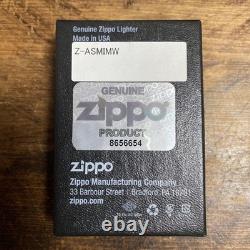 Genuine Zippo Lighter
Made in USA
Z-ASMIMW
GENUINE
zippo
PRODUCT
8656654
zippo
Zippo Manufacturing Company
33 Barbour Street | Bradford, PA 16701
zippo.com